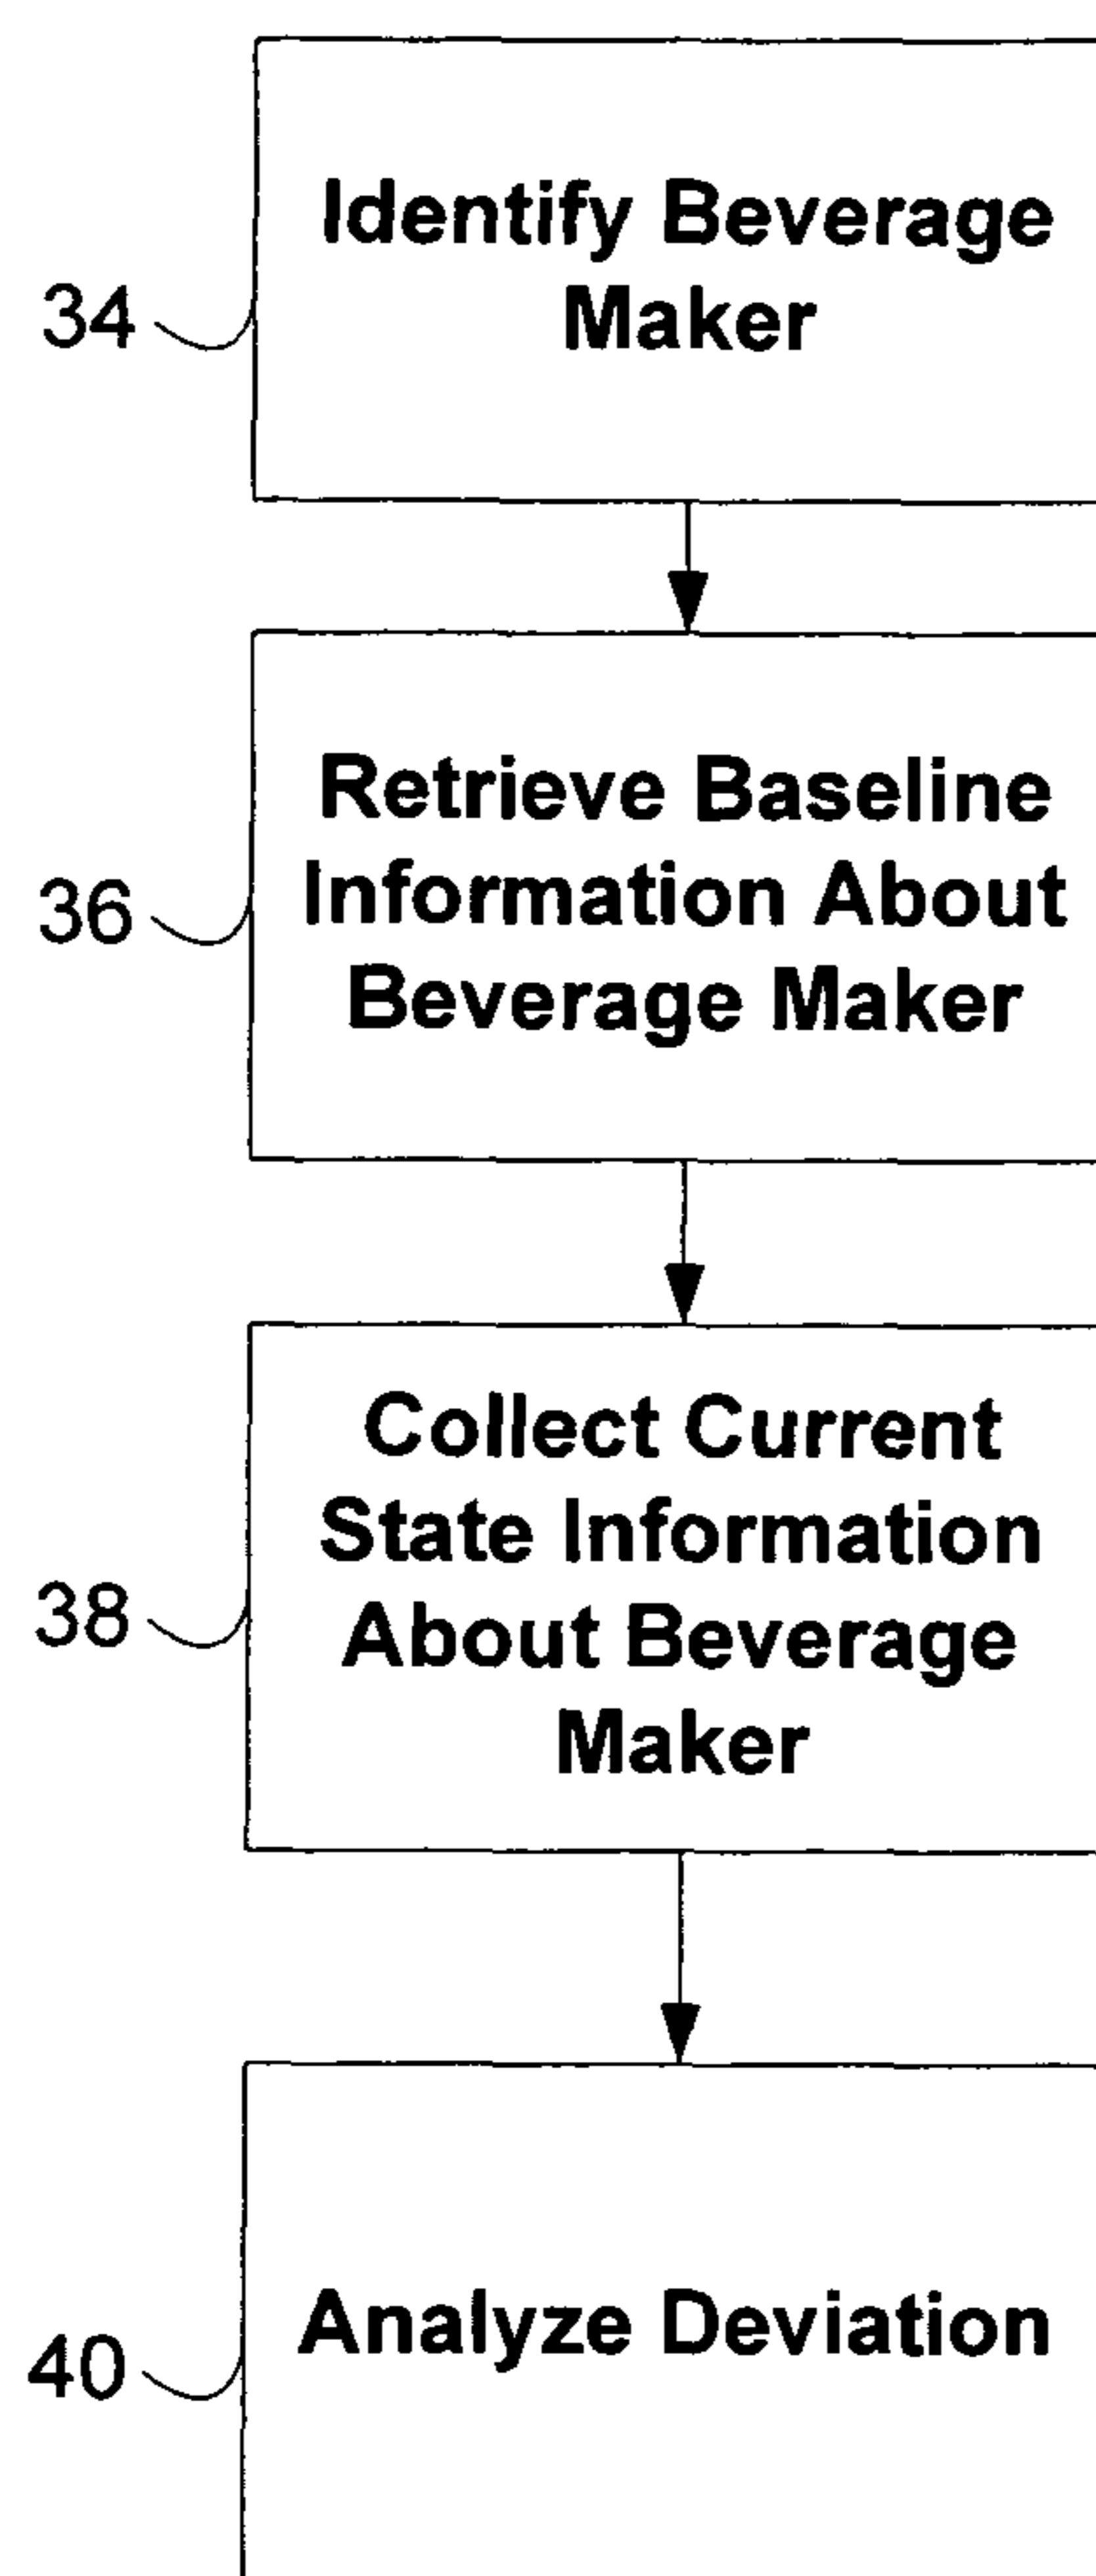 Identify Beverage
Maker
34
Retrieve Baseline
Information About
Beverage Maker
36
Collect Current
State Information
About Beverage
Maker
38
Analyze Deviation
40